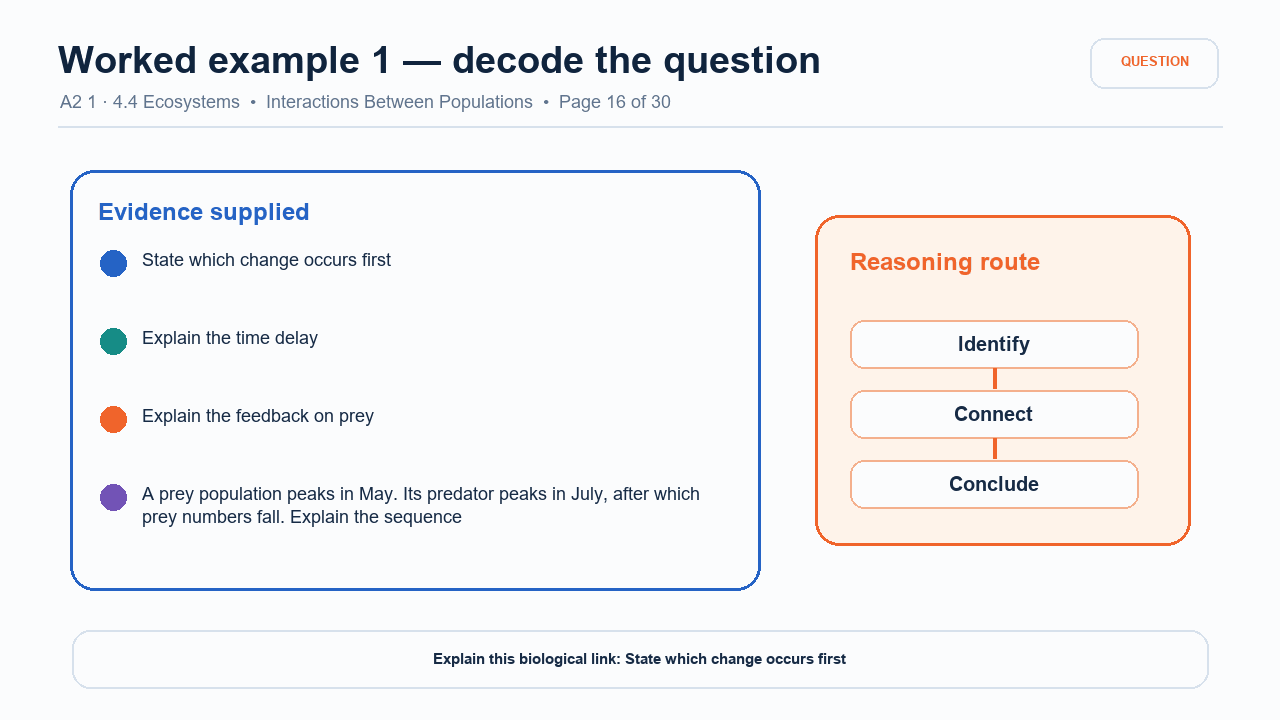 Worked example 1 — decode the question
QUESTION
A2 1 · 4.4 Ecosystems • Interactions Between Populations • Page 16 of 30
Evidence supplied
State which change occurs first
Explain the time delay
Explain the feedback on prey
A prey population peaks in May. Its predator peaks in July, after which
prey numbers fall. Explain the sequence
Reasoning route
Identify
Connect
Conclude
Explain this biological link: State which change occurs first